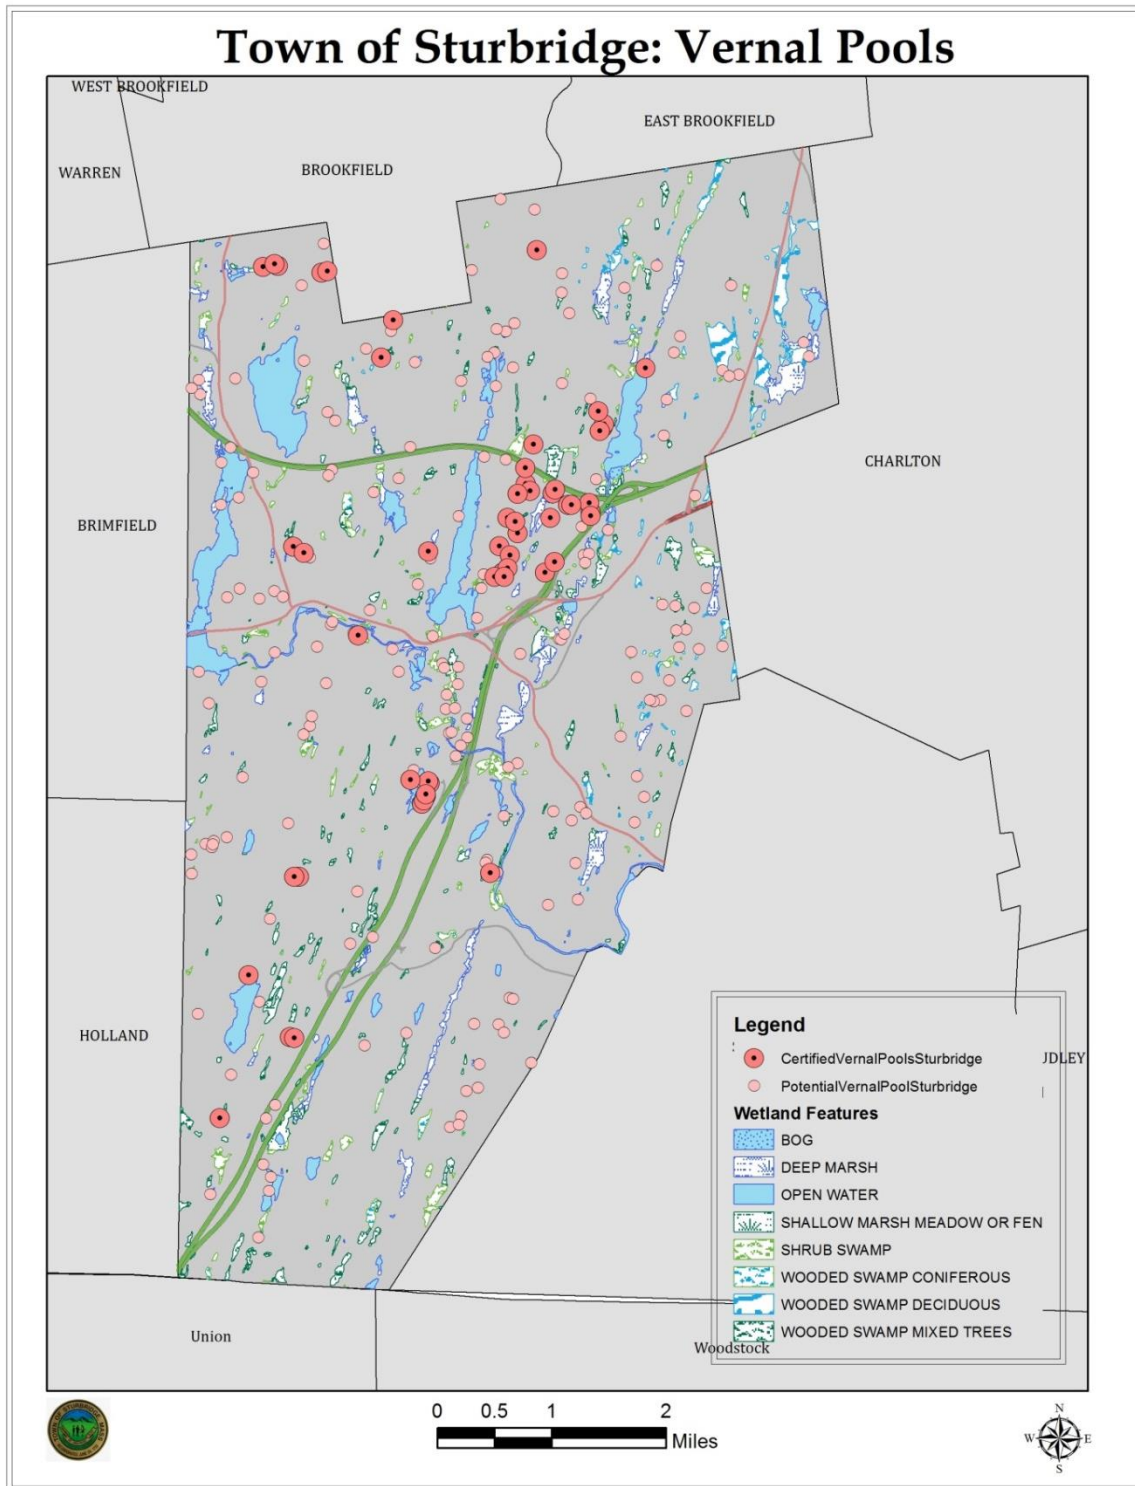 Town of Sturbridge: Vernal Pools
WEST BROOKFIELD
EAST BROOKFIELD
WARREN
BROOKFIELD
CHARLTON
BRIMFIELD
HOLLAND
Legend
CertifiedVernalPoolsSturbridge
UDLEY
PotentialVernalPoolSturbridge
Wetland Features
BOG
DEEP MARSH
OPEN WATER
SHALLOW MARSH MEADOW OR FEN
SHRUB SWAMP
WOODED SWAMP CONIFEROUS
WOODED SWAMP DECIDUOUS
WOODED SWAMP MIXED TREES
Union
Woodstock
0 0.5 1 2
Miles
N
W E
S